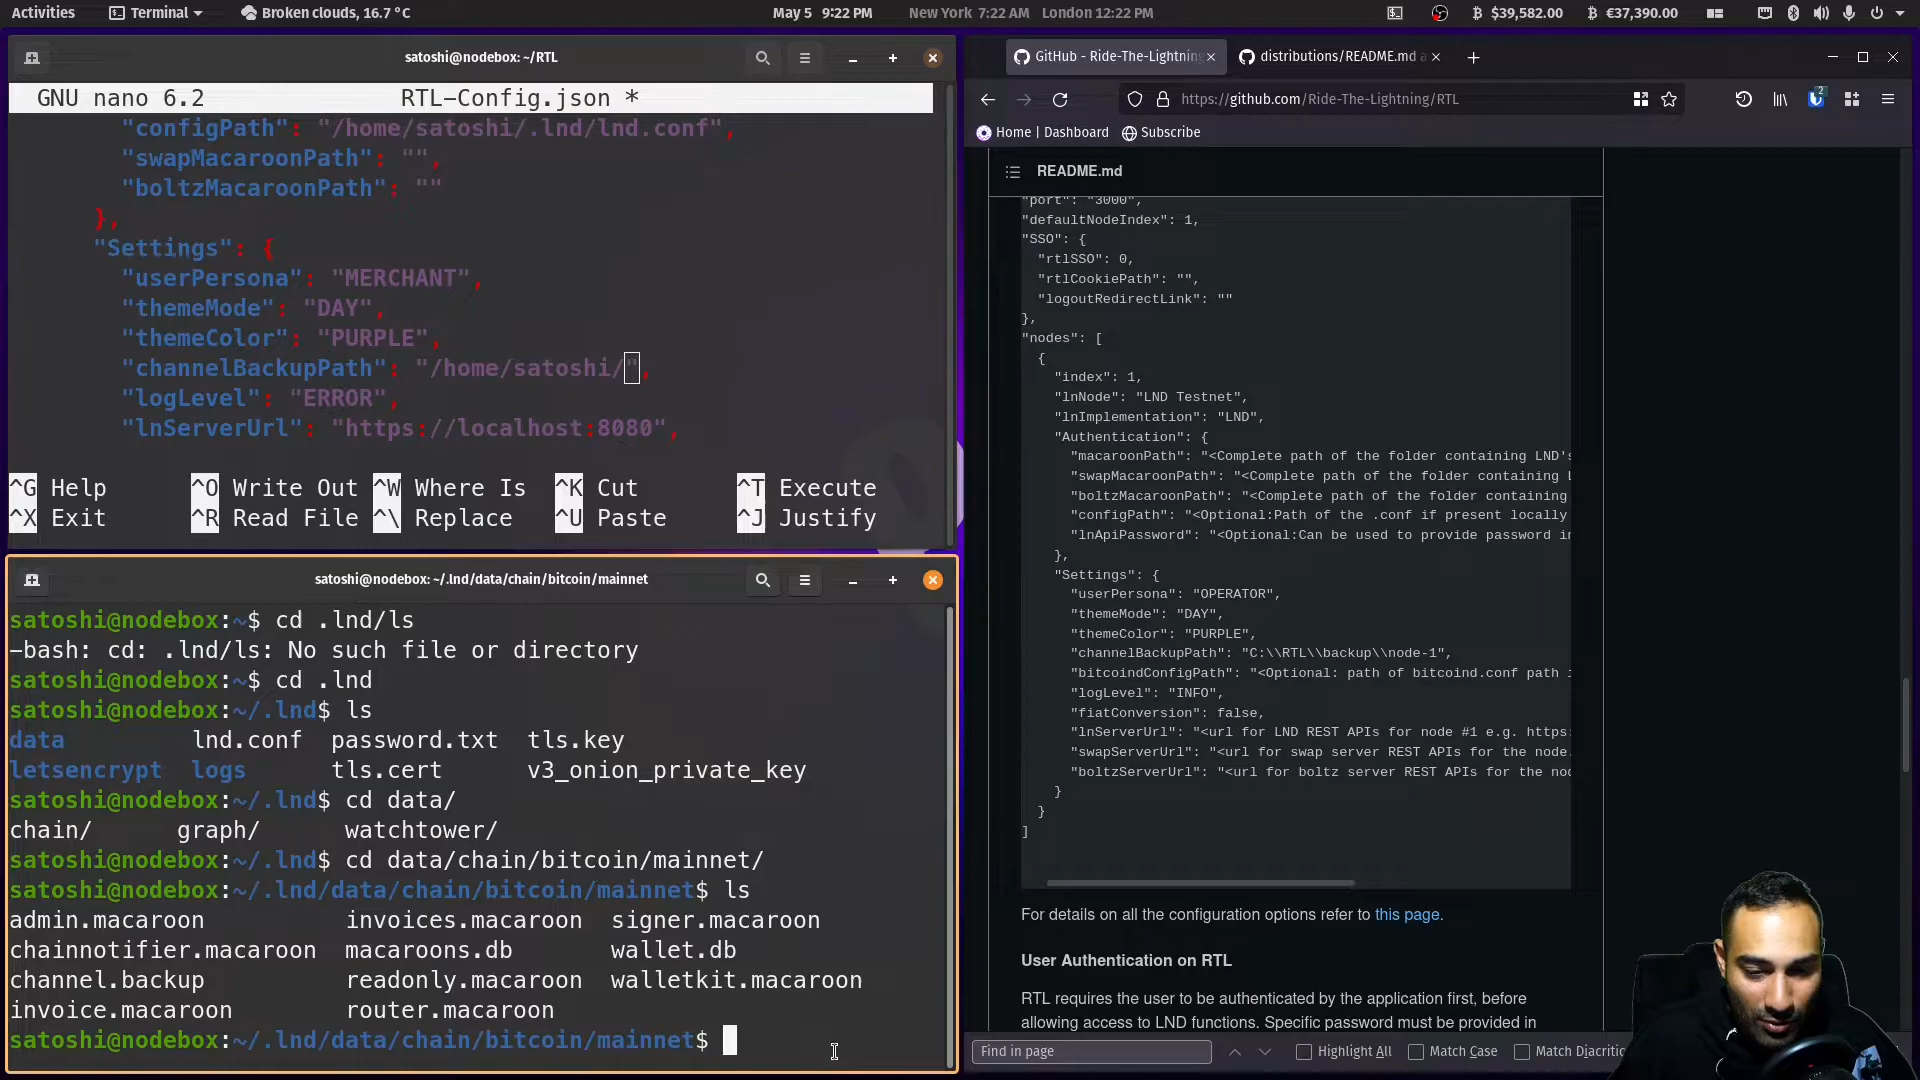 Activities
Terminal
Broken clouds, 16.7 °C
May 5 9:22 PM
New York 7:22 AM London 12:22 PM
$39,582.00
€37,390.00
satoshi@nodebox: ~/RTL
GNU nano 6.2 RTL-Config.json *
"configPath": "/home/satoshi/.lnd/lnd.conf",
"swapMacaroonPath": "",
"boltzMacaroonPath": ""
},
"Settings": {
"userPersona": "MERCHANT",
"themeMode": "DAY",
"themeColor": "PURPLE",
"channelBackupPath": "/home/satoshi/",
"logLevel": "ERROR",
"lnServerUrl": "https://localhost:8080",
^G Help ^O Write Out ^W Where Is ^K Cut ^T Execute
^X Exit ^R Read File ^\ Replace ^U Paste ^J Justify
satoshi@nodebox: ~/.lnd/data/chain/bitcoin/mainnet
satoshi@nodebox:~$ cd .lnd/ls
-bash: cd: .lnd/ls: No such file or directory
satoshi@nodebox:~$ cd .lnd
satoshi@nodebox:~/.lnd$ ls
data lnd.conf password.txt tls.key
letsencrypt logs tls.cert v3_onion_private_key
satoshi@nodebox:~/.lnd$ cd data/
chain/ graph/ watchtower/
satoshi@nodebox:~/.lnd$ cd data/chain/bitcoin/mainnet/
satoshi@nodebox:~/.lnd/data/chain/bitcoin/mainnet$ ls
admin.macaroon invoices.macaroon signer.macaroon
chainnotifier.macaroon macaroons.db wallet.db
channel.backup readonly.macaroon walletkit.macaroon
invoice.macaroon router.macaroon
satoshi@nodebox:~/.lnd/data/chain/bitcoin/mainnet$
GitHub - Ride-The-Lightning
distributions/README.md a
https://github.com/Ride-The-Lightning/RTL
2
Home | Dashboard
Subscribe
README.md
"port": "3000",
"defaultNodeIndex": 1,
"SSO": {
"rtlSSO": 0,
"rtlCookiePath": "",
"logoutRedirectLink": ""
},
"nodes": [
{
"index": 1,
"lnNode": "LND Testnet",
"lnImplementation": "LND",
"Authentication": {
"macaroonPath": "<Complete path of the folder containing LND's
"swapMacaroonPath": "<Complete path of the folder containing L
"boltzMacaroonPath": "<Complete path of the folder containing
"configPath": "<Optional:Path of the .conf if present locally
"lnApiPassword": "<Optional:Can be used to provide password in
},
"Settings": {
"userPersona": "OPERATOR",
"themeMode": "DAY",
"themeColor": "PURPLE",
"channelBackupPath": "C:\\RTL\\backup\\node-1",
"bitcoindConfigPath": "<Optional: path of bitcoind.conf path i
"logLevel": "INFO",
"fiatConversion": false,
"lnServerUrl": "<url for LND REST APIs for node #1 e.g. https:
"swapServerUrl": "<url for swap server REST APIs for the node.
"boltzServerUrl": "<url for boltz server REST APIs for the nod
}
}
]
For details on all the configuration options refer to this page.
User Authentication on RTL
RTL requires the user to be authenticated by the application first, before
allowing access to LND functions. Specific password must be provided in
Find in page
Highlight All
Match Case
Match Diacritic